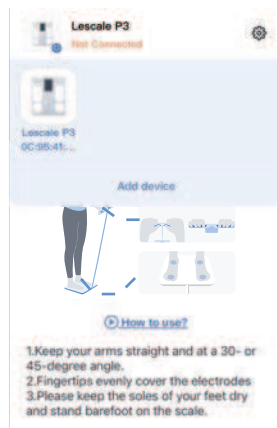 Lescale P3
Not Connected
Lescale P3
0C:95:41:...
Add device
How to use?
1.Keep your arms straight and at a 30- or
45-degree angle.
2.Fingertips evenly cover the electrodes
3.Please keep the soles of your feet dry
and stand barefoot on the scale.